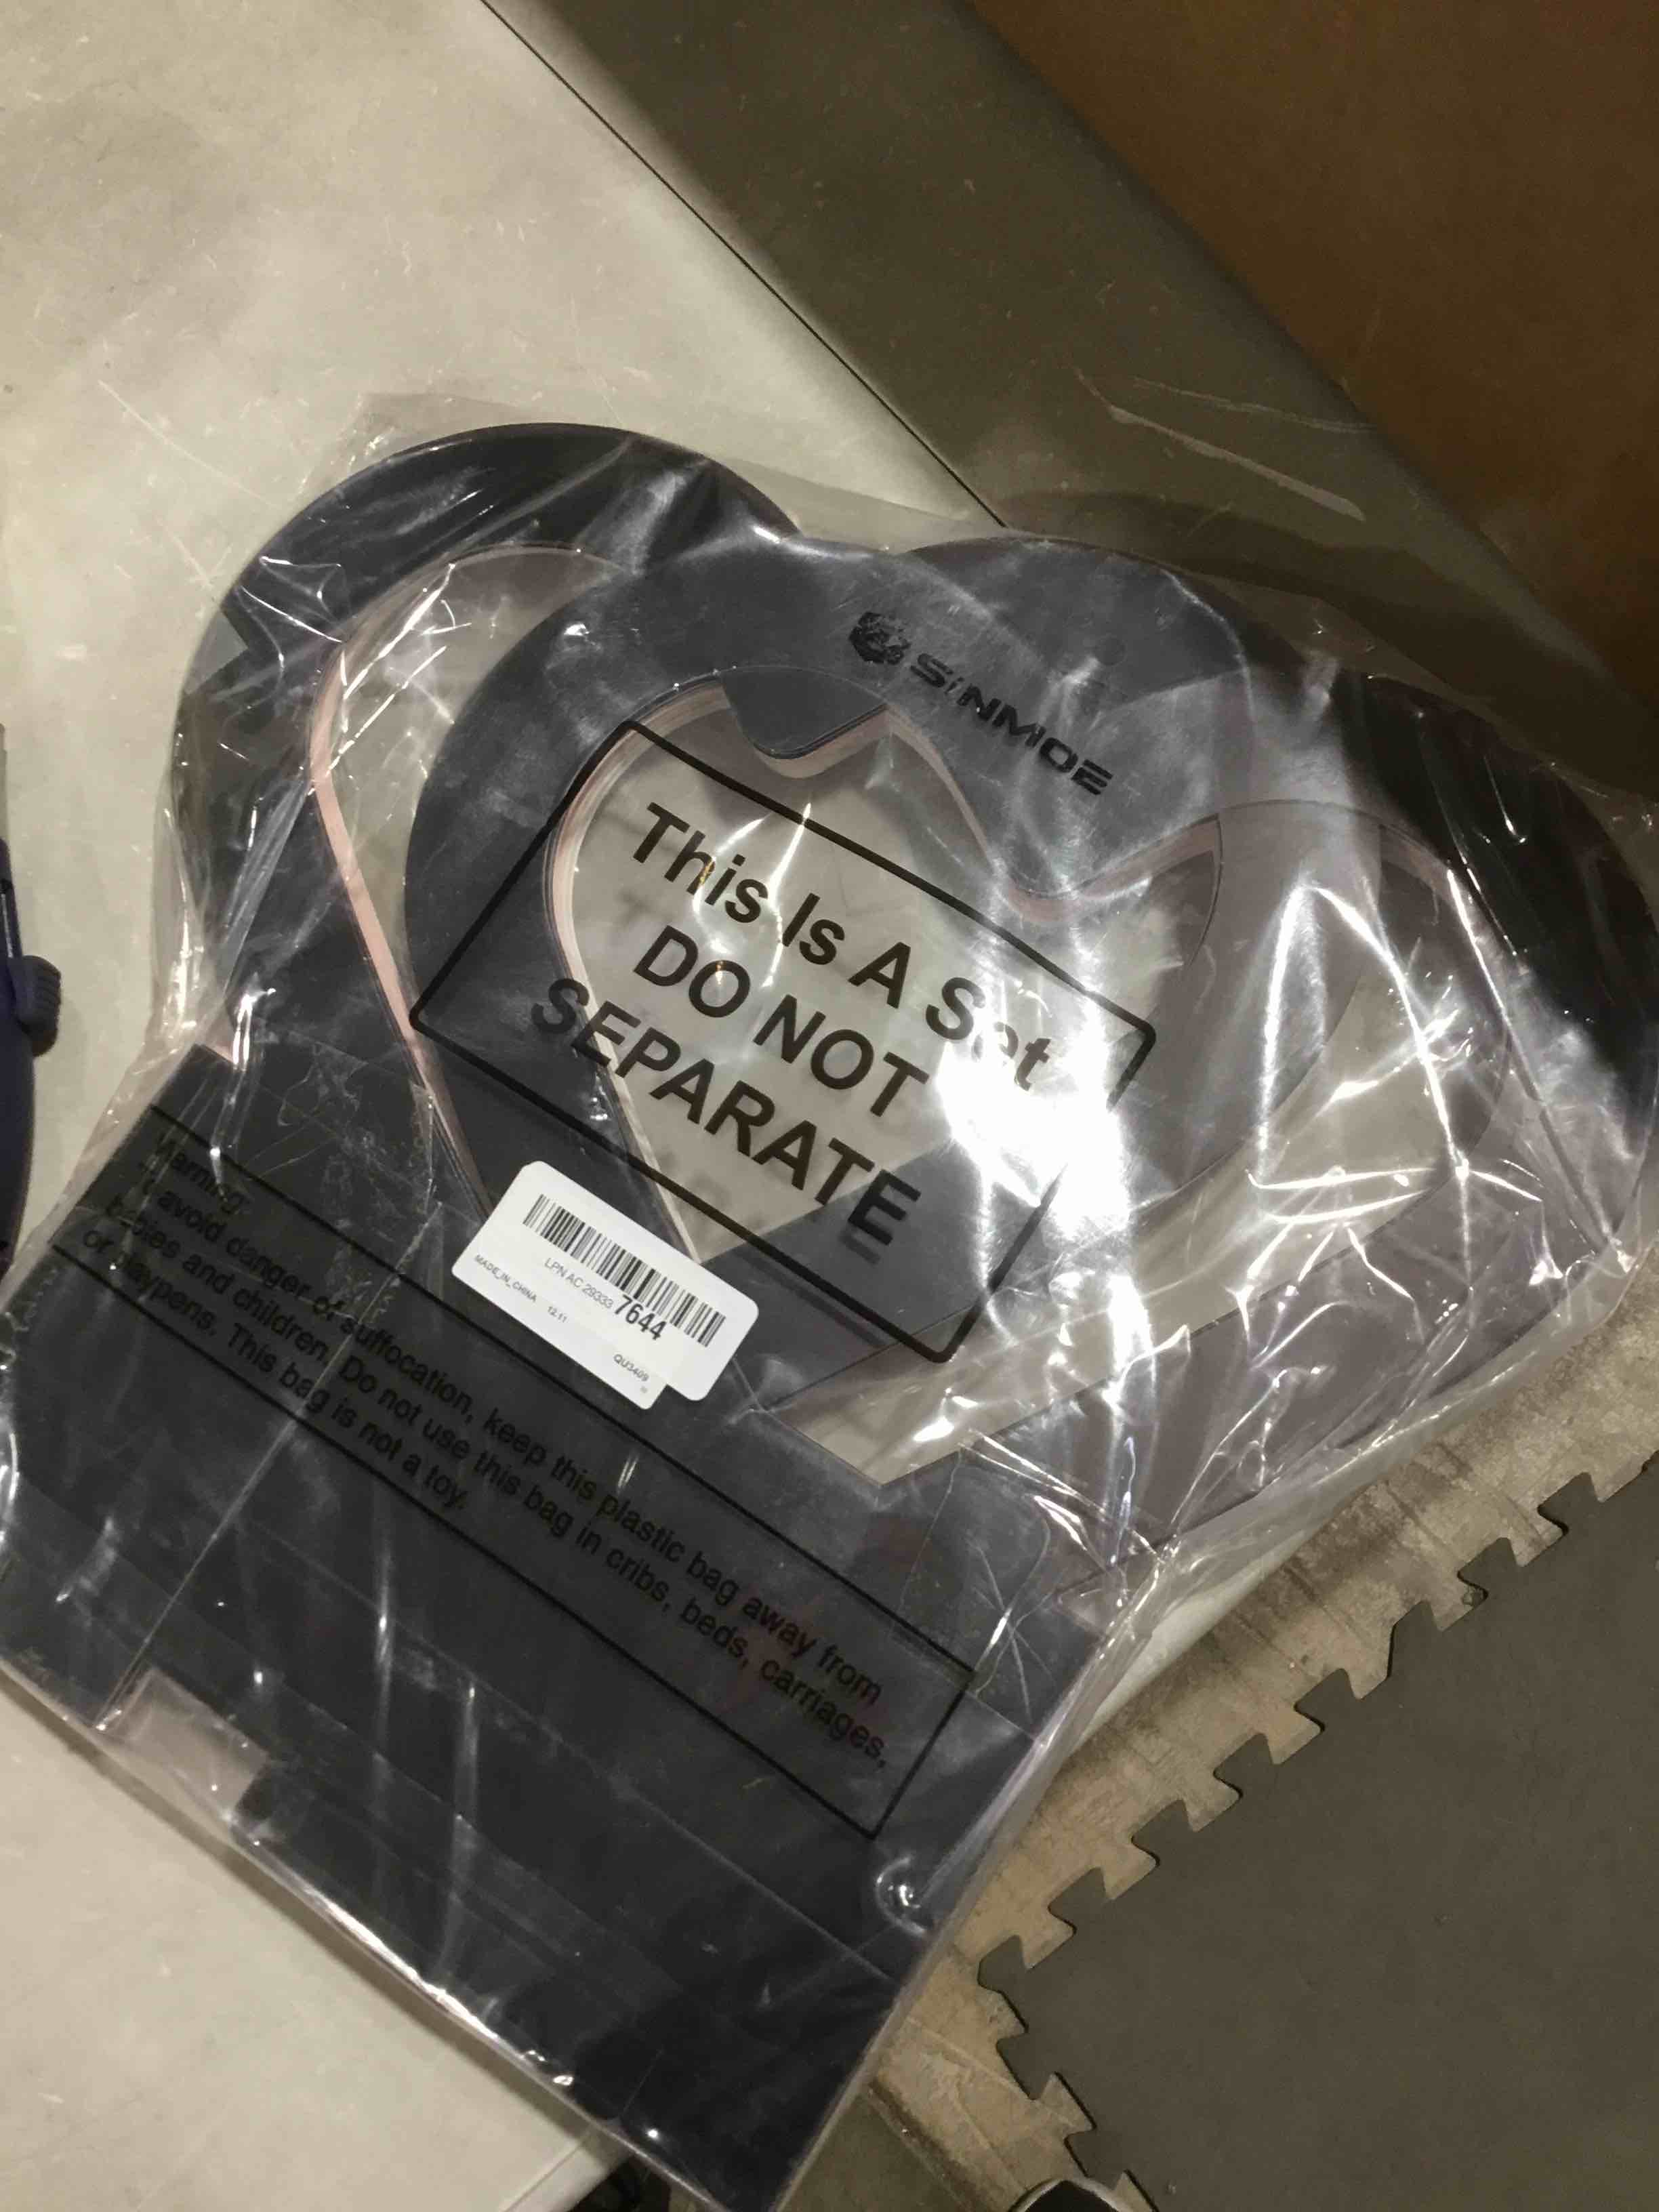 SiNMOE
This Is A Set
DO NOT
SEPARATE
LPN AC 29333 7644
MADE_IN_CHINA 12.11
QU3409
Warning:
avoid danger of suffocation, keep this plastic bag away from
babies and children. Do not use this bag in cribs, beds, carriages,
or playpens. This bag is not a toy.